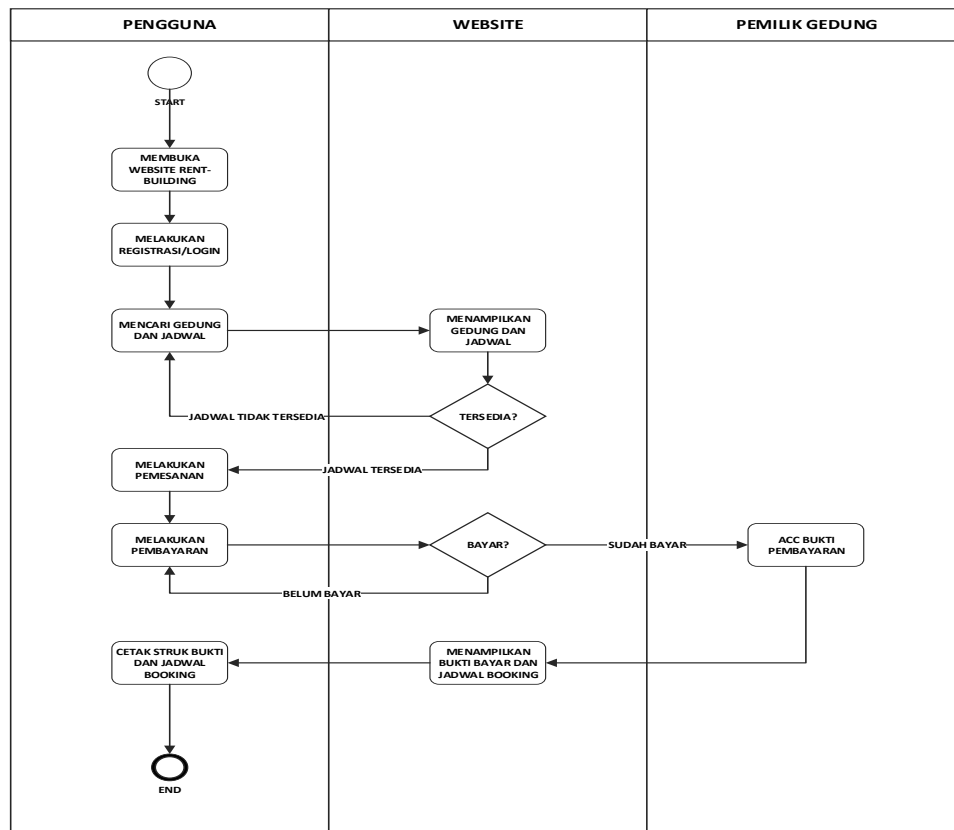 PENGGUNA
WEBSITE
PEMILIK GEDUNG
START
MEMBUKA
WEBSITE RENT-
BUILDING
MELAKUKAN
REGISTRASI/LOGIN
MENCARI GEDUNG
DAN JADWAL
MENAMPILKAN
GEDUNG DAN
JADWAL
JADWAL TIDAK TERSEDIA
TERSEDIA?
MELAKUKAN
PEMESANAN
JADWAL TERSEDIA
MELAKUKAN
PEMBAYARAN
BAYAR?
SUDAH BAYAR
ACC BUKTI
PEMBAYARAN
BELUM BAYAR
CETAK STRUK BUKTI
DAN JADWAL
BOOKING
MENAMPILKAN
BUKTI BAYAR DAN
JADWAL BOOKING
END